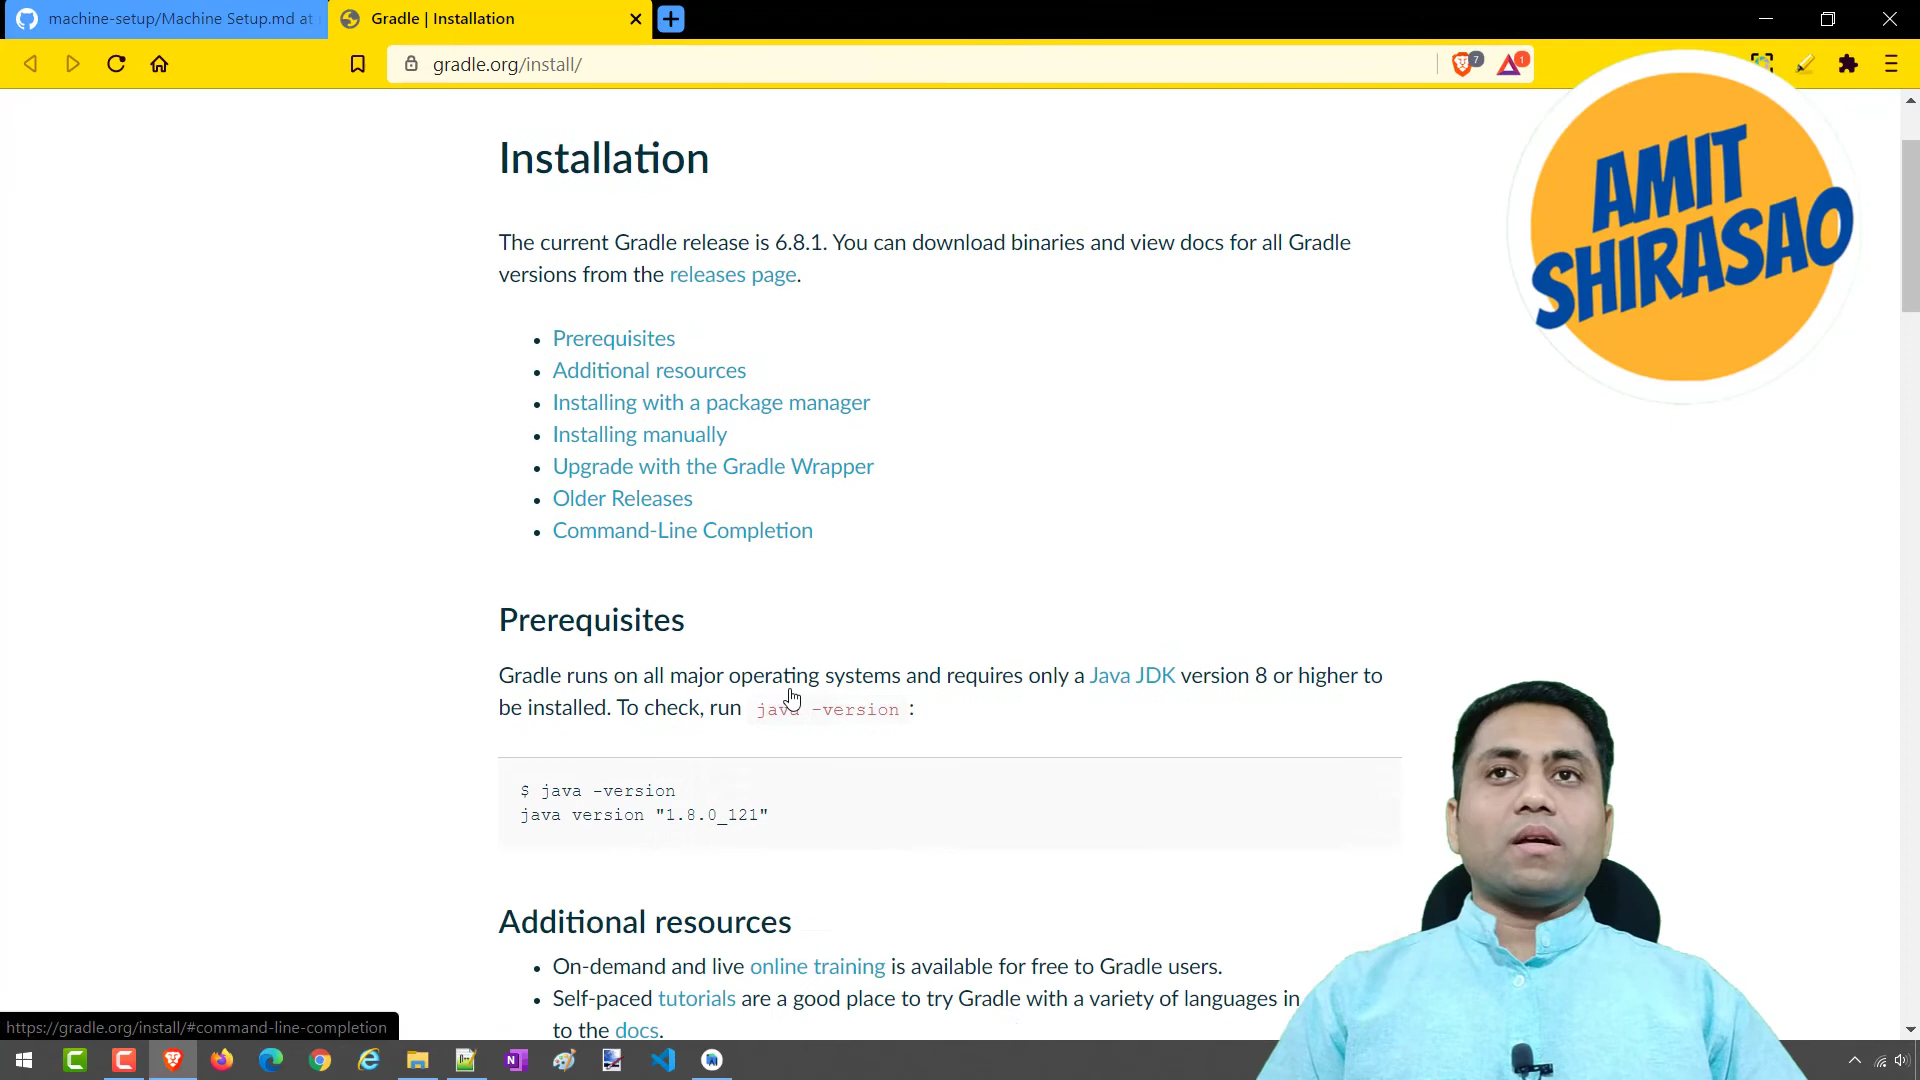 machine-setup/Machine Setup.md at
Gradle | Installation
gradle.org/install/
7
1
AMIT
SHIRASAO
Installation
The current Gradle release is 6.8.1. You can download binaries and view docs for all Gradle
versions from the releases page.
Prerequisites
Additional resources
Installing with a package manager
Installing manually
Upgrade with the Gradle Wrapper
Older Releases
Command-Line Completion
Prerequisites
Gradle runs on all major operating systems and requires only a Java JDK version 8 or higher to
be installed. To check, run java -version :
$ java -version
java version "1.8.0_121"
Additional resources
On-demand and live online training is available for free to Gradle users.
Self-paced tutorials are a good place to try Gradle with a variety of languages in
to the docs.
https://gradle.org/install/#command-line-completion